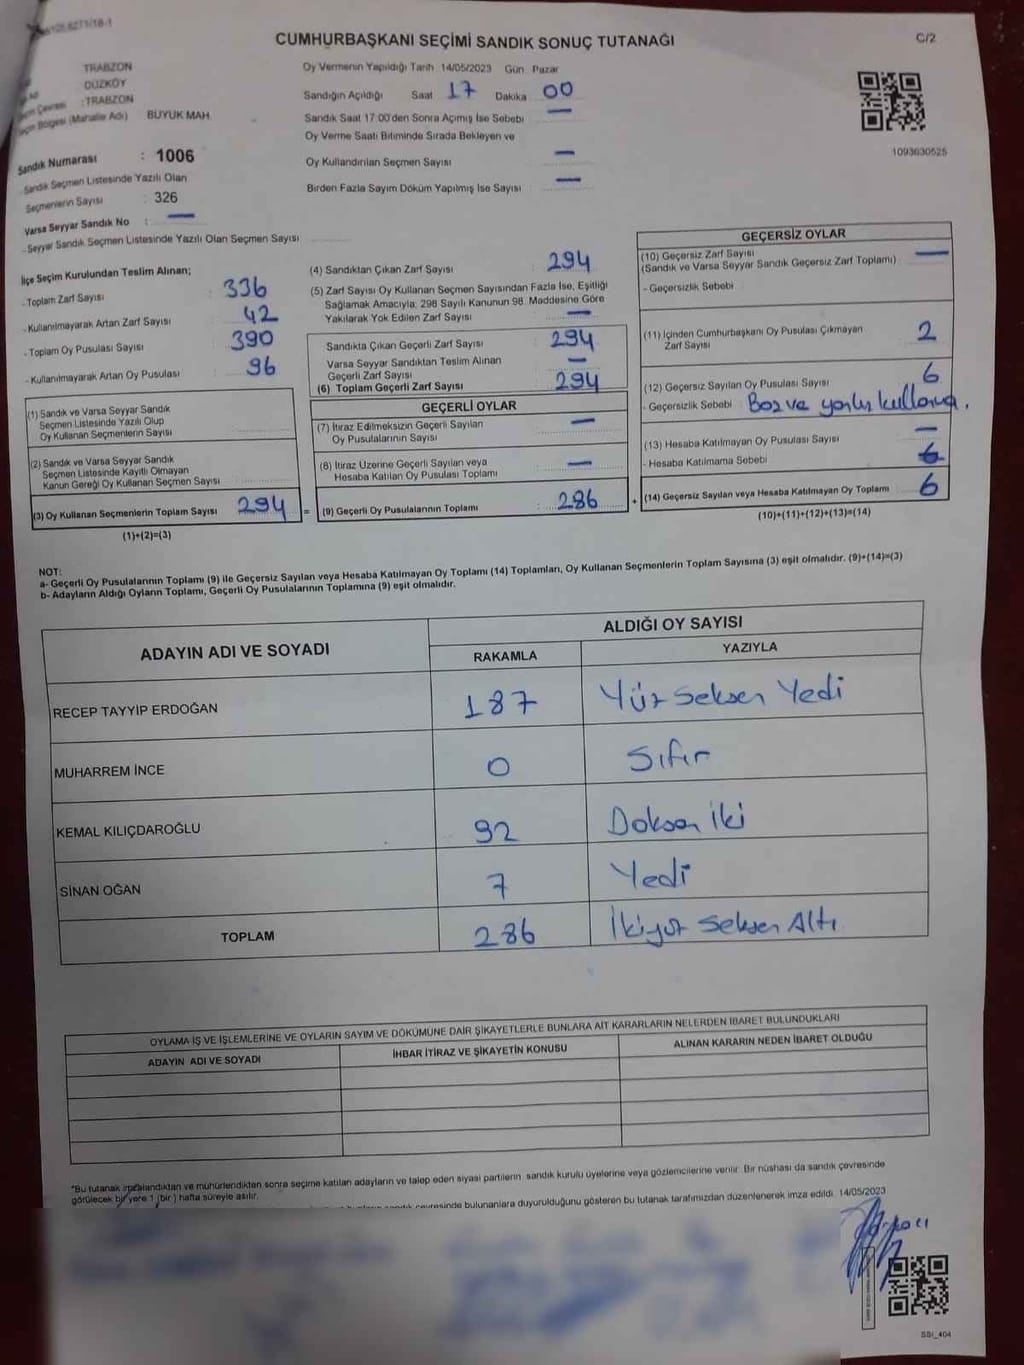 CUMHURBAŞKANI SEÇİMİ SANDIK SONUÇ TUTANAĞI
C/2
TRABZON
DÜZKÖY
:TRABZON
BÜYÜK MAH
Sandık Numarası : 1006
Sandık Seçmen Listesinde Yazılı Olan
Seçmenlerin Sayısı : 326
Varsa Seyyar Sandık No : —
- Seyyar Sandık Seçmen Listesinde Yazılı Olan Seçmen Sayısı
Oy Vermenin Yapıldığı Tarih 14/05/2023 Gün Pazar
Sandığın Açıldığı Saat 17 Dakika 00
Sandık Saat 17:00'den Sonra Açımış İse Sebebi —
Oy Verme Saati Bitiminde Sırada Bekleyen ve
Oy Kullandırılan Seçmen Sayısı —
Birden Fazla Sayım Döküm Yapılmış İse Sayısı —
1093630525
İlçe Seçim Kurulundan Teslim Alınan;
- Toplam Zarf Sayısı 336
- Kullanılmayarak Artan Zarf Sayısı 42
- Toplam Oy Pusulası Sayısı 390
- Kullanılmayarak Artan Oy Pusulası 96
(1) Sandık ve Varsa Seyyar Sandık
Seçmen Listesinde Yazılı Olup
Oy Kullanan Seçmenlerin Sayısı
(2) Sandık ve Varsa Seyyar Sandık
Seçmen Listesinde Kayıtlı Olmayan
Kanun Gereği Oy Kullanan Seçmen Sayısı
(3) Oy Kullanan Seçmenlerin Toplam Sayısı 294 =
(1)+(2)=(3)
(4) Sandıktan Çıkan Zarf Sayısı : 294
(5) Zarf Sayısı Oy Kullanan Seçmen Sayısından Fazla İse, Eşitliği
Sağlamak Amacıyla; 298 Sayılı Kanunun 98. Maddesine Göre
Yakılarak Yok Edilen Zarf Sayısı —
Sandıkta Çıkan Geçerli Zarf Sayısı 294
Varsa Seyyar Sandıktan Teslim Alınan
Geçerli Zarf Sayısı —
(6) Toplam Geçerli Zarf Sayısı 294
GEÇERLİ OYLAR
(7) İtiraz Edilmeksizin Geçerli Sayılan
Oy Pusulalarının Sayısı —
(8) İtiraz Üzerine Geçerli Sayılan veya
Hesaba Katılan Oy Pusulası Toplamı —
(9) Geçerli Oy Pusulalarının Toplamı 286 +
GEÇERSİZ OYLAR
(10) Geçersiz Zarf Sayısı —
(Sandık ve Varsa Seyyar Sandık Geçersiz Zarf Toplamı)
- Geçersizlik Sebebi
(11) İçinden Cumhurbaşkanı Oy Pusulası Çıkmayan
Zarf Sayısı 2
(12) Geçersiz Sayılan Oy Pusulası Sayısı 6
- Geçersizlik Sebebi Boz ve yanlış kullanma.
(13) Hesaba Katılmayan Oy Pusulası Sayısı —
- Hesaba Katılmama Sebebi
(14) Geçersiz Sayılan veya Hesaba Katılmayan Oy Toplamı 6
(10)+(11)+(12)+(13)=(14)
NOT:
a- Geçerli Oy Pusulalarının Toplamı (9) ile Geçersiz Sayılan veya Hesaba Katılmayan Oy Toplamı (14) Toplamları, Oy Kullanan Seçmenlerin Toplam Sayısına (3) eşit olmalıdır. (9)+(14)=(3)
b- Adayların Aldığı Oyların Toplamı, Geçerli Oy Pusulalarının Toplamına (9) eşit olmalıdır.
ADAYIN ADI VE SOYADI
ALDIĞI OY SAYISI
RAKAMLA YAZIYLA
RECEP TAYYİP ERDOĞAN 187 Yüz Seksen Yedi
MUHARREM İNCE 0 Sıfır
KEMAL KILIÇDAROĞLU 92 Doksan İki
SİNAN OĞAN 7 Yedi
TOPLAM 286 İkiyüz Seksen Altı
OYLAMA İŞ VE İŞLEMLERİNE VE OYLARIN SAYIM VE DÖKÜMÜNE DAİR ŞİKAYETLERLE BUNLARA AİT KARARLARIN NELERDEN İBARET BULUNDUKLARI
ADAYIN ADI VE SOYADI İHBAR İTİRAZ VE ŞİKAYETİN KONUSU ALINAN KARARIN NEDEN İBARET OLDUĞU
*Bu tutanak imzalandıktan ve mühürlendikten sonra seçime katılan adayların ve talep eden siyasi partilerin sandık kurulu üyelerine veya gözlemcilerine verilir. Bir nüshası da sandık çevresinde
görülecek bir yere 1 (bir) hafta süreyle asılır.
sandık çevresinde bulunanlara duyurulduğunu gösteren bu tutanak tarafımızdan düzenlenerek imza edildi. 14/05/2023
SSI_404